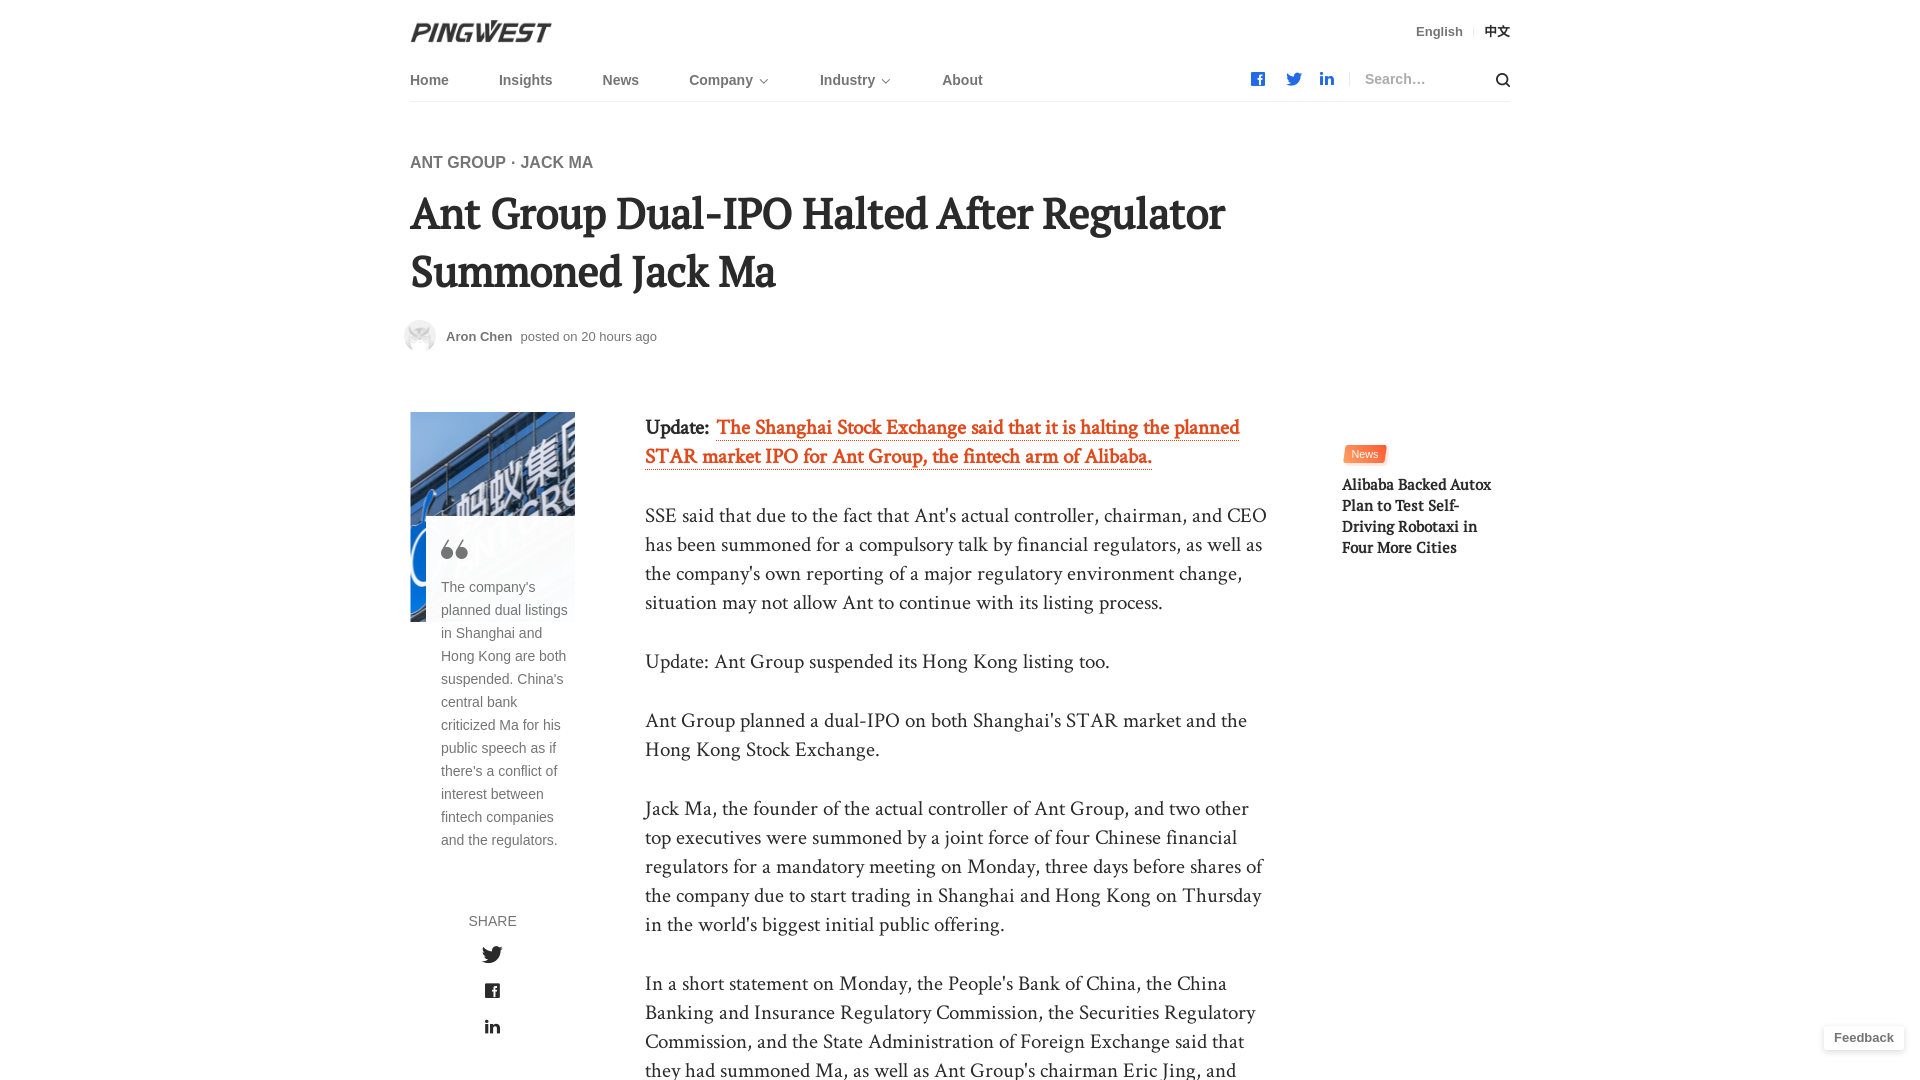 PINGWEST
English
中文
Home
Insights
News
Company
Industry
About
Search…
ANT GROUP · JACK MA
Ant Group Dual-IPO Halted After Regulator
Summoned Jack Ma
Aron Chen posted on 20 hours ago
蚂蚁集团
The company's
planned dual listings
in Shanghai and
Hong Kong are both
suspended. China's
central bank
criticized Ma for his
public speech as if
there's a conflict of
interest between
fintech companies
and the regulators.
SHARE
Update: The Shanghai Stock Exchange said that it is halting the planned
STAR market IPO for Ant Group, the fintech arm of Alibaba.
SSE said that due to the fact that Ant's actual controller, chairman, and CEO
has been summoned for a compulsory talk by financial regulators, as well as
the company's own reporting of a major regulatory environment change,
situation may not allow Ant to continue with its listing process.
Update: Ant Group suspended its Hong Kong listing too.
Ant Group planned a dual-IPO on both Shanghai's STAR market and the
Hong Kong Stock Exchange.
Jack Ma, the founder of the actual controller of Ant Group, and two other
top executives were summoned by a joint force of four Chinese financial
regulators for a mandatory meeting on Monday, three days before shares of
the company due to start trading in Shanghai and Hong Kong on Thursday
in the world's biggest initial public offering.
In a short statement on Monday, the People's Bank of China, the China
Banking and Insurance Regulatory Commission, the Securities Regulatory
Commission, and the State Administration of Foreign Exchange said that
they had summoned Ma, as well as Ant Group's chairman Eric Jing, and
News
Alibaba Backed Autox
Plan to Test Self-
Driving Robotaxi in
Four More Cities
Feedback